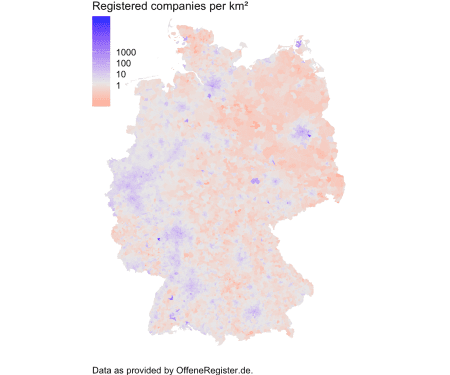 Registered companies per km²
1000
100
10
1
Data as provided by OffeneRegister.de.